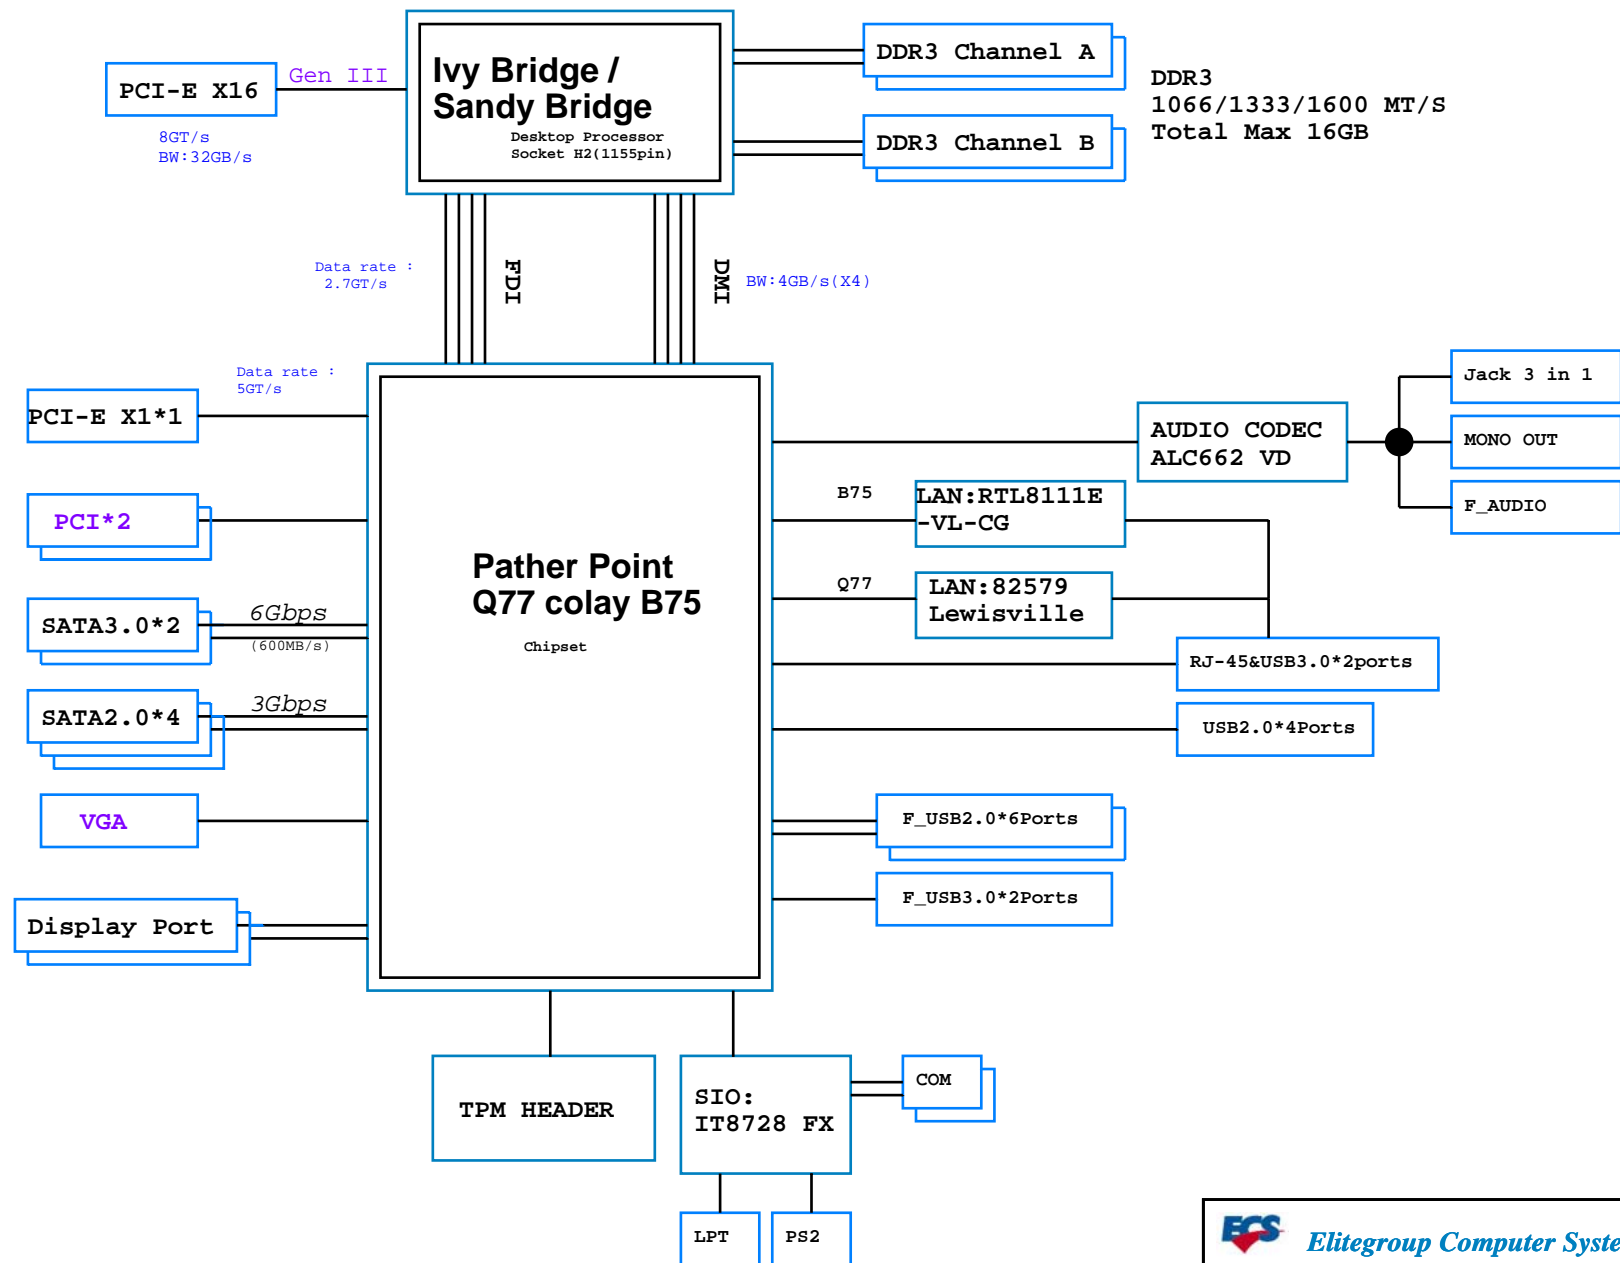 PCI-E X16
Gen III
8GT/s
BW:32GB/s
Ivy Bridge /
Sandy Bridge
Desktop Processor
Socket H2(1155pin)
DDR3 Channel A
DDR3 Channel B
DDR3
1066/1333/1600 MT/S
Total Max 16GB
Data rate :
2.7GT/s
FDI
DMI
BW:4GB/s(X4)
Data rate :
5GT/s
PCI-E X1*1
PCI*2
SATA3.0*2
6Gbps
(600MB/s)
SATA2.0*4
3Gbps
VGA
Display Port
Pather Point
Q77 colay B75
Chipset
AUDIO CODEC
ALC662 VD
Jack 3 in 1
MONO OUT
F_AUDIO
B75
LAN:RTL8111E
-VL-CG
Q77
LAN:82579
Lewisville
RJ-45&USB3.0*2ports
USB2.0*4Ports
F_USB2.0*6Ports
F_USB3.0*2Ports
TPM HEADER
SIO:
IT8728 FX
COM
LPT
PS2
ECS
Elitegroup Computer Syste